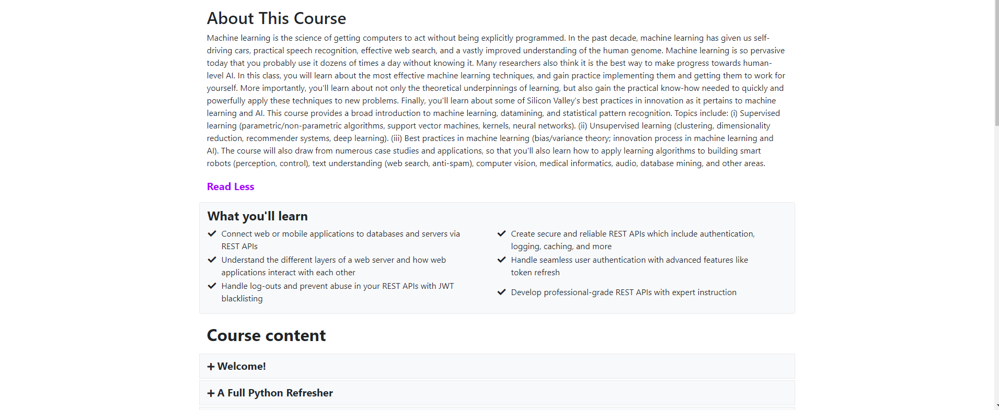 About This Course
Machine learning is the science of getting computers to act without being explicitly programmed. In the past decade, machine learning has given us self-
driving cars, practical speech recognition, effective web search, and a vastly improved understanding of the human genome. Machine learning is so pervasive
today that you probably use it dozens of times a day without knowing it. Many researchers also think it is the best way to make progress towards human-
level AI. In this class, you will learn about the most effective machine learning techniques, and gain practice implementing them and getting them to work for
yourself. More importantly, you'll learn about not only the theoretical underpinnings of learning, but also gain the practical know-how needed to quickly and
powerfully apply these techniques to new problems. Finally, you'll learn about some of Silicon Valley's best practices in innovation as it pertains to machine
learning and AI. This course provides a broad introduction to machine learning, datamining, and statistical pattern recognition. Topics include: (i) Supervised
learning (parametric/non-parametric algorithms, support vector machines, kernels, neural networks). (ii) Unsupervised learning (clustering, dimensionality
reduction, recommender systems, deep learning). (iii) Best practices in machine learning (bias/variance theory; innovation process in machine learning and
AI). The course will also draw from numerous case studies and applications, so that you'll also learn how to apply learning algorithms to building smart
robots (perception, control), text understanding (web search, anti-spam), computer vision, medical informatics, audio, database mining, and other areas.
Read Less
What you'll learn
Connect web or mobile applications to databases and servers via
REST APIs
Create secure and reliable REST APIs which include authentication,
logging, caching, and more
Understand the different layers of a web server and how web
applications interact with each other
Handle seamless user authentication with advanced features like
token refresh
Handle log-outs and prevent abuse in your REST APIs with JWT
blacklisting
Develop professional-grade REST APIs with expert instruction
Course content
Welcome!
A Full Python Refresher